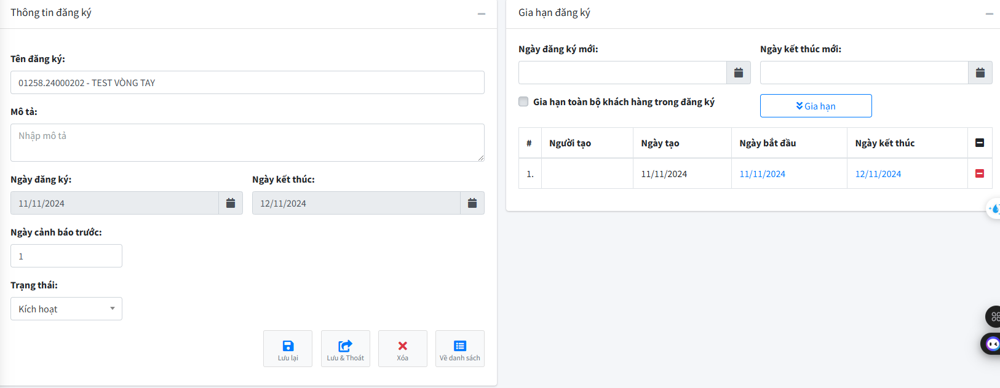 Thông tin đăng ký
Tên đăng ký:
01258.24000202 - TEST VÒNG TAY
Mô tả:
Nhập mô tả
Ngày đăng ký: Ngày kết thúc:
11/11/2024 12/11/2024
Ngày cảnh báo trước:
1
Trạng thái:
Kích hoạt
Lưu lại Lưu & Thoát Xóa Về danh sách
Gia hạn đăng ký
Ngày đăng ký mới: Ngày kết thúc mới:
Gia hạn toàn bộ khách hàng trong đăng ký Gia hạn
# Người tạo Ngày tạo Ngày bắt đầu Ngày kết thúc
1. 11/11/2024 11/11/2024 12/11/2024